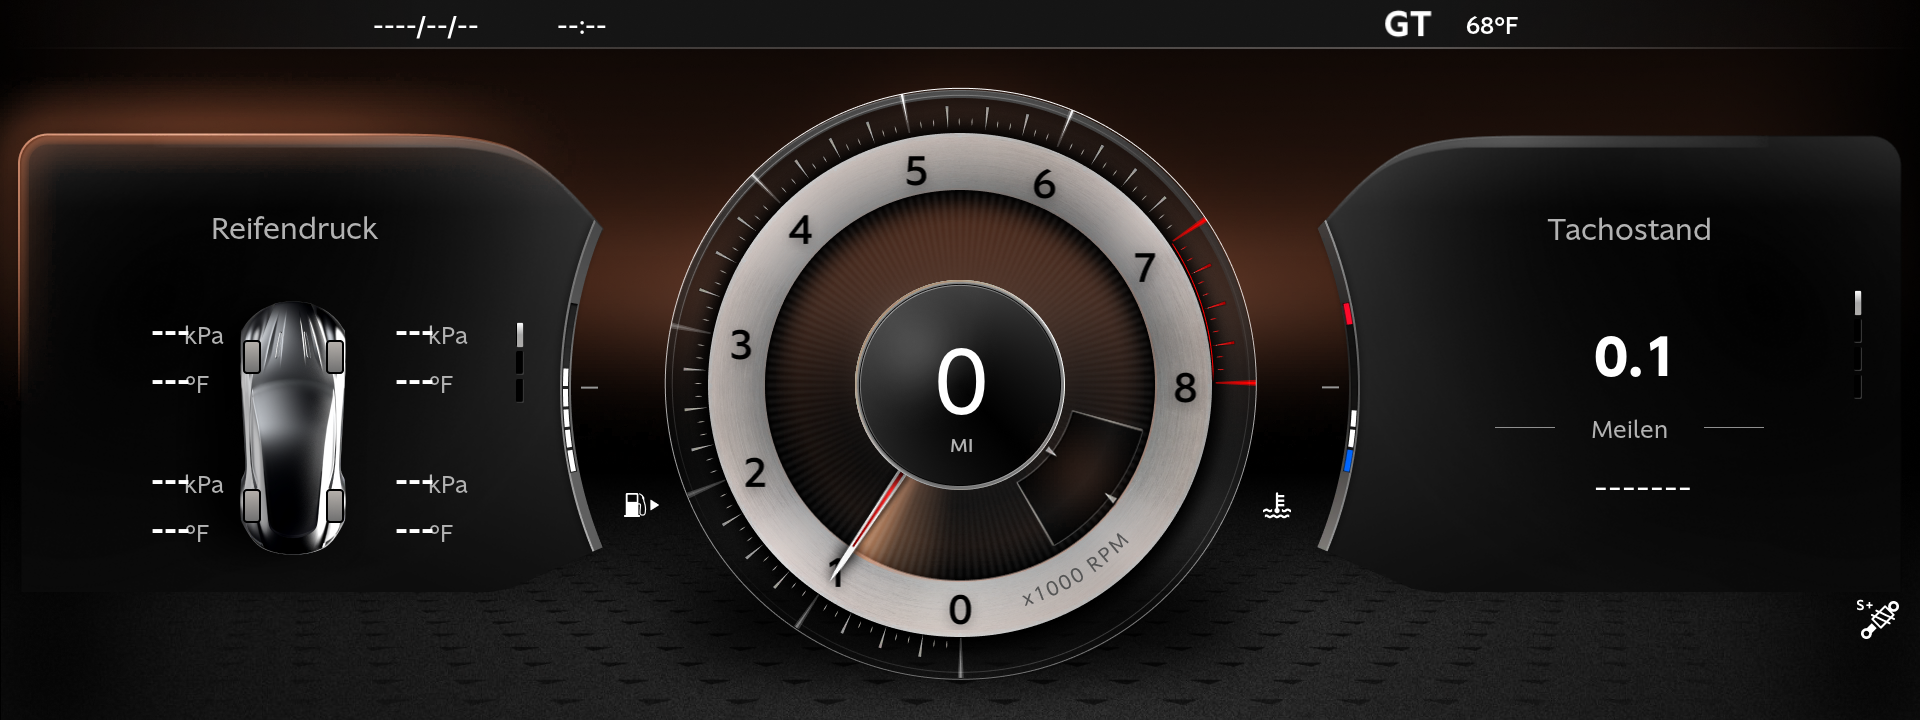 ----/--/-- --:-- GT 68°F
Reifendruck
---kPa ---kPa
---°F ---°F
---kPa ---kPa
---°F ---°F
0
1
2
3
4
5
6
7
8
x1000 RPM
0
MI
Tachostand
0.1
Meilen
-------
S+